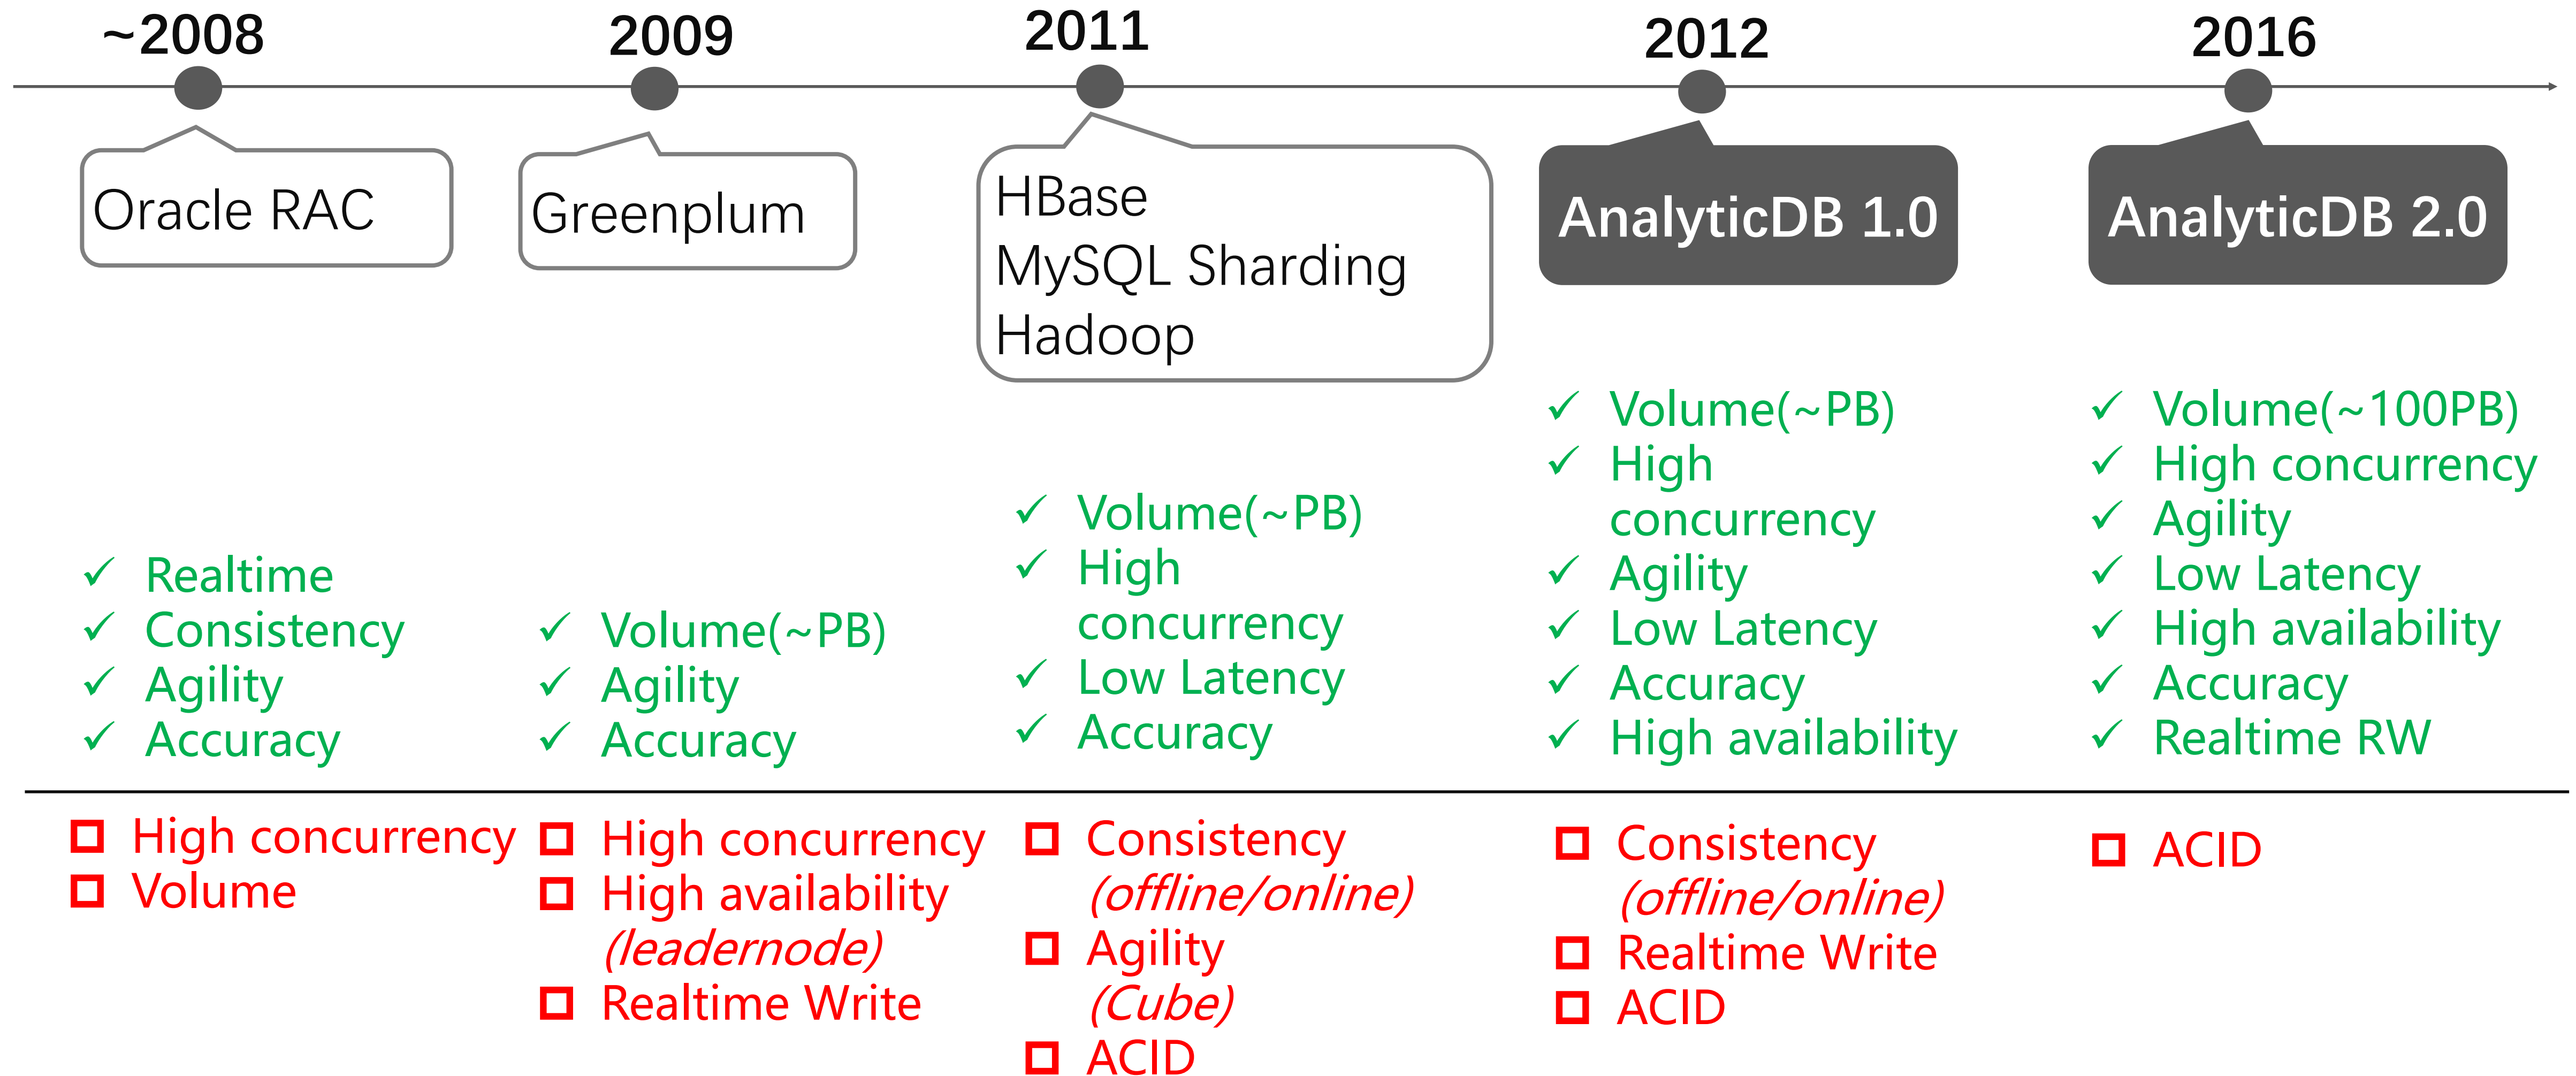 ~2008
Oracle RAC
Realtime
Consistency
Agility
Accuracy
High concurrency
Volume
2009
Greenplum
Volume(~PB)
Agility
Accuracy
High concurrency
High availability
(leadernode)
Realtime Write
2011
HBase
MySQL Sharding
Hadoop
Volume(~PB)
High
concurrency
Low Latency
Accuracy
Consistency
(offline/online)
Agility
(Cube)
ACID
2012
AnalyticDB 1.0
Volume(~PB)
High
concurrency
Agility
Low Latency
Accuracy
High availability
Consistency
(offline/online)
Realtime Write
ACID
2016
AnalyticDB 2.0
Volume(~100PB)
High concurrency
Agility
Low Latency
High availability
Accuracy
Realtime RW
ACID